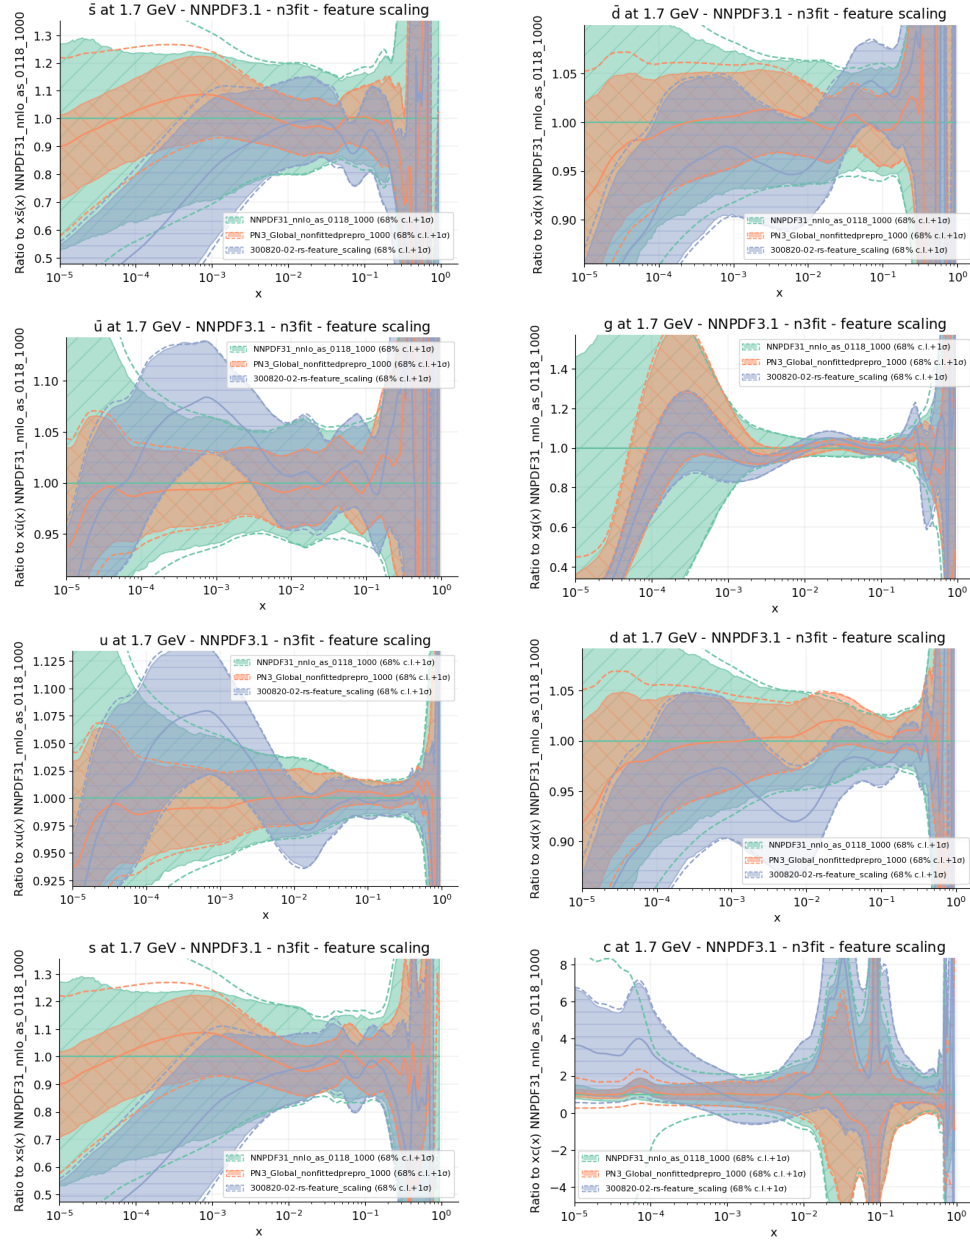 s̄ at 1.7 GeV - NNPDF3.1 - n3fit - feature scaling
Ratio to xs̄(x) NNPDF31_nnlo_as_0118_1000
1.3
1.2
1.1
1.0
0.9
0.8
0.7
0.6
0.5
NNPDF31_nnlo_as_0118_1000 (68% c.l.+1σ)
PN3_Global_nonfittedprepro_1000 (68% c.l.+1σ)
300820-02-rs-feature_scaling (68% c.l.+1σ)
10⁻⁵ 10⁻⁴ 10⁻³ 10⁻² 10⁻¹ 10⁰
x
d̄ at 1.7 GeV - NNPDF3.1 - n3fit - feature scaling
Ratio to xd̄(x) NNPDF31_nnlo_as_0118_1000
1.05
1.00
0.95
0.90
NNPDF31_nnlo_as_0118_1000 (68% c.l.+1σ)
PN3_Global_nonfittedprepro_1000 (68% c.l.+1σ)
300820-02-rs-feature_scaling (68% c.l.+1σ)
10⁻⁵ 10⁻⁴ 10⁻³ 10⁻² 10⁻¹ 10⁰
x
ū at 1.7 GeV - NNPDF3.1 - n3fit - feature scaling
Ratio to xū(x) NNPDF31_nnlo_as_0118_1000
1.10
1.05
1.00
0.95
NNPDF31_nnlo_as_0118_1000 (68% c.l.+1σ)
PN3_Global_nonfittedprepro_1000 (68% c.l.+1σ)
300820-02-rs-feature_scaling (68% c.l.+1σ)
10⁻⁵ 10⁻⁴ 10⁻³ 10⁻² 10⁻¹ 10⁰
x
g at 1.7 GeV - NNPDF3.1 - n3fit - feature scaling
Ratio to xg(x) NNPDF31_nnlo_as_0118_1000
1.4
1.2
1.0
0.8
0.6
0.4
NNPDF31_nnlo_as_0118_1000 (68% c.l.+1σ)
PN3_Global_nonfittedprepro_1000 (68% c.l.+1σ)
300820-02-rs-feature_scaling (68% c.l.+1σ)
10⁻⁵ 10⁻⁴ 10⁻³ 10⁻² 10⁻¹ 10⁰
x
u at 1.7 GeV - NNPDF3.1 - n3fit - feature scaling
Ratio to xu(x) NNPDF31_nnlo_as_0118_1000
1.125
1.100
1.075
1.050
1.025
1.000
0.975
0.950
0.925
NNPDF31_nnlo_as_0118_1000 (68% c.l.+1σ)
PN3_Global_nonfittedprepro_1000 (68% c.l.+1σ)
300820-02-rs-feature_scaling (68% c.l.+1σ)
10⁻⁵ 10⁻⁴ 10⁻³ 10⁻² 10⁻¹ 10⁰
x
d at 1.7 GeV - NNPDF3.1 - n3fit - feature scaling
Ratio to xd(x) NNPDF31_nnlo_as_0118_1000
1.05
1.00
0.95
0.90
NNPDF31_nnlo_as_0118_1000 (68% c.l.+1σ)
PN3_Global_nonfittedprepro_1000 (68% c.l.+1σ)
300820-02-rs-feature_scaling (68% c.l.+1σ)
10⁻⁵ 10⁻⁴ 10⁻³ 10⁻² 10⁻¹ 10⁰
x
s at 1.7 GeV - NNPDF3.1 - n3fit - feature scaling
Ratio to xs(x) NNPDF31_nnlo_as_0118_1000
1.3
1.2
1.1
1.0
0.9
0.8
0.7
0.6
0.5
NNPDF31_nnlo_as_0118_1000 (68% c.l.+1σ)
PN3_Global_nonfittedprepro_1000 (68% c.l.+1σ)
300820-02-rs-feature_scaling (68% c.l.+1σ)
10⁻⁵ 10⁻⁴ 10⁻³ 10⁻² 10⁻¹ 10⁰
x
c at 1.7 GeV - NNPDF3.1 - n3fit - feature scaling
Ratio to xc(x) NNPDF31_nnlo_as_0118_1000
8
6
4
2
0
−2
−4
NNPDF31_nnlo_as_0118_1000 (68% c.l.+1σ)
PN3_Global_nonfittedprepro_1000 (68% c.l.+1σ)
300820-02-rs-feature_scaling (68% c.l.+1σ)
10⁻⁵ 10⁻⁴ 10⁻³ 10⁻² 10⁻¹ 10⁰
x